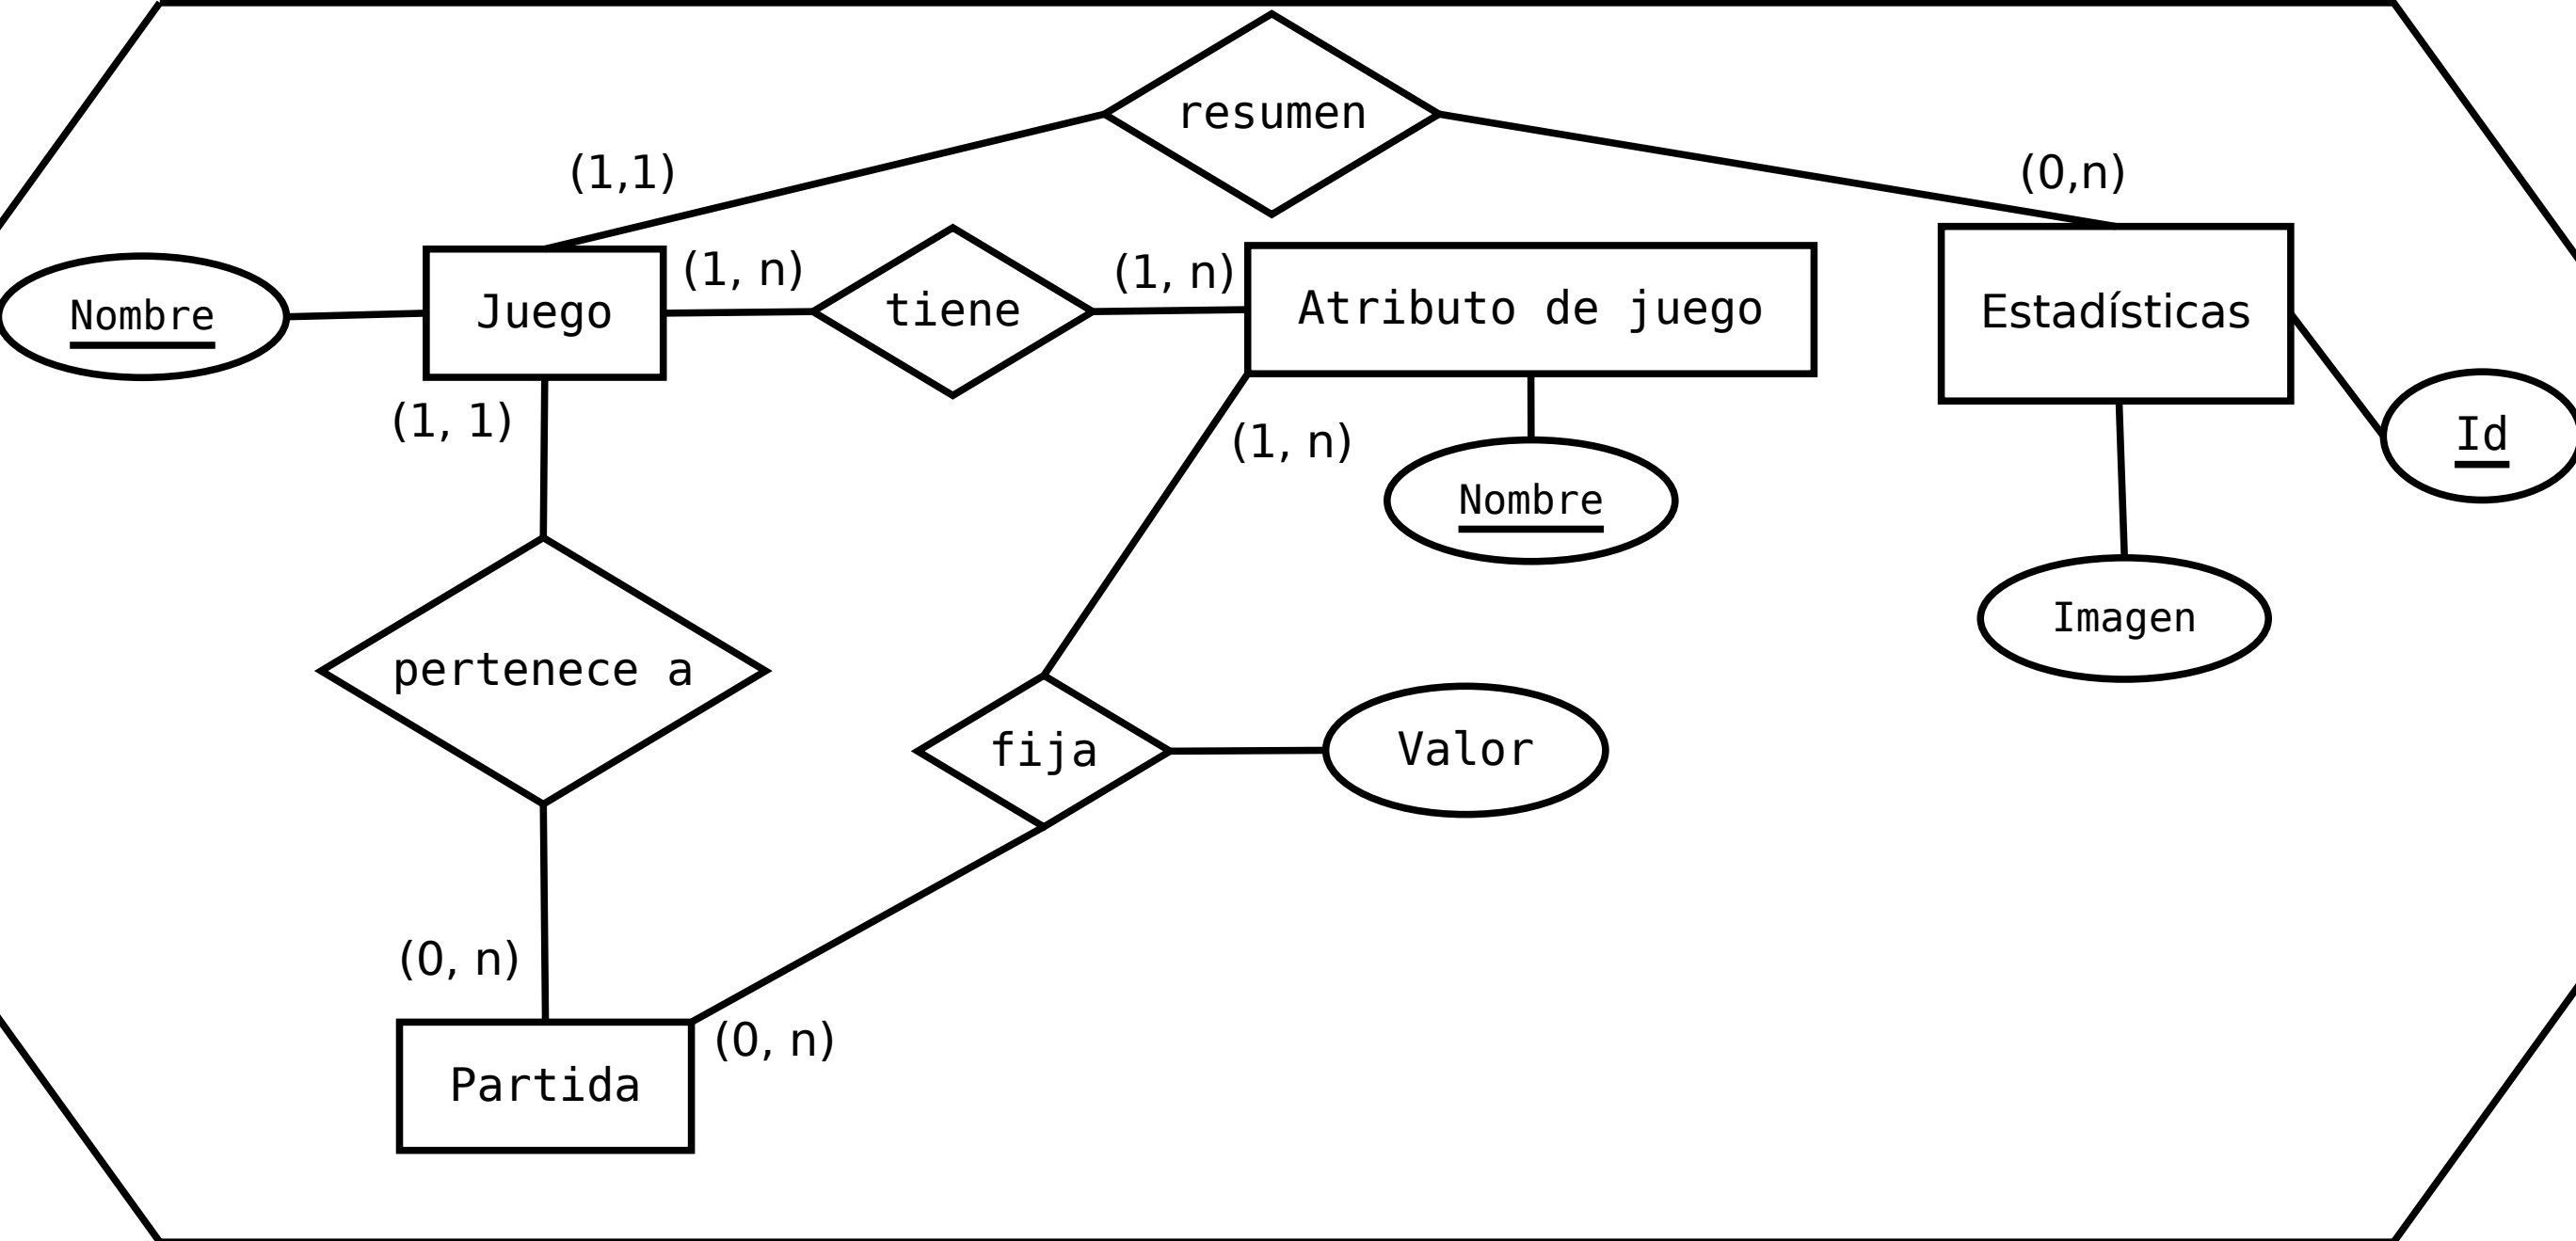 resumen
(1,1)
(0,n)
Nombre
Juego
(1, n)
tiene
(1, n)
Atributo de juego
Estadísticas
(1, 1)
(1, n)
Nombre
Id
Imagen
pertenece a
fija
Valor
(0, n)
(0, n)
Partida